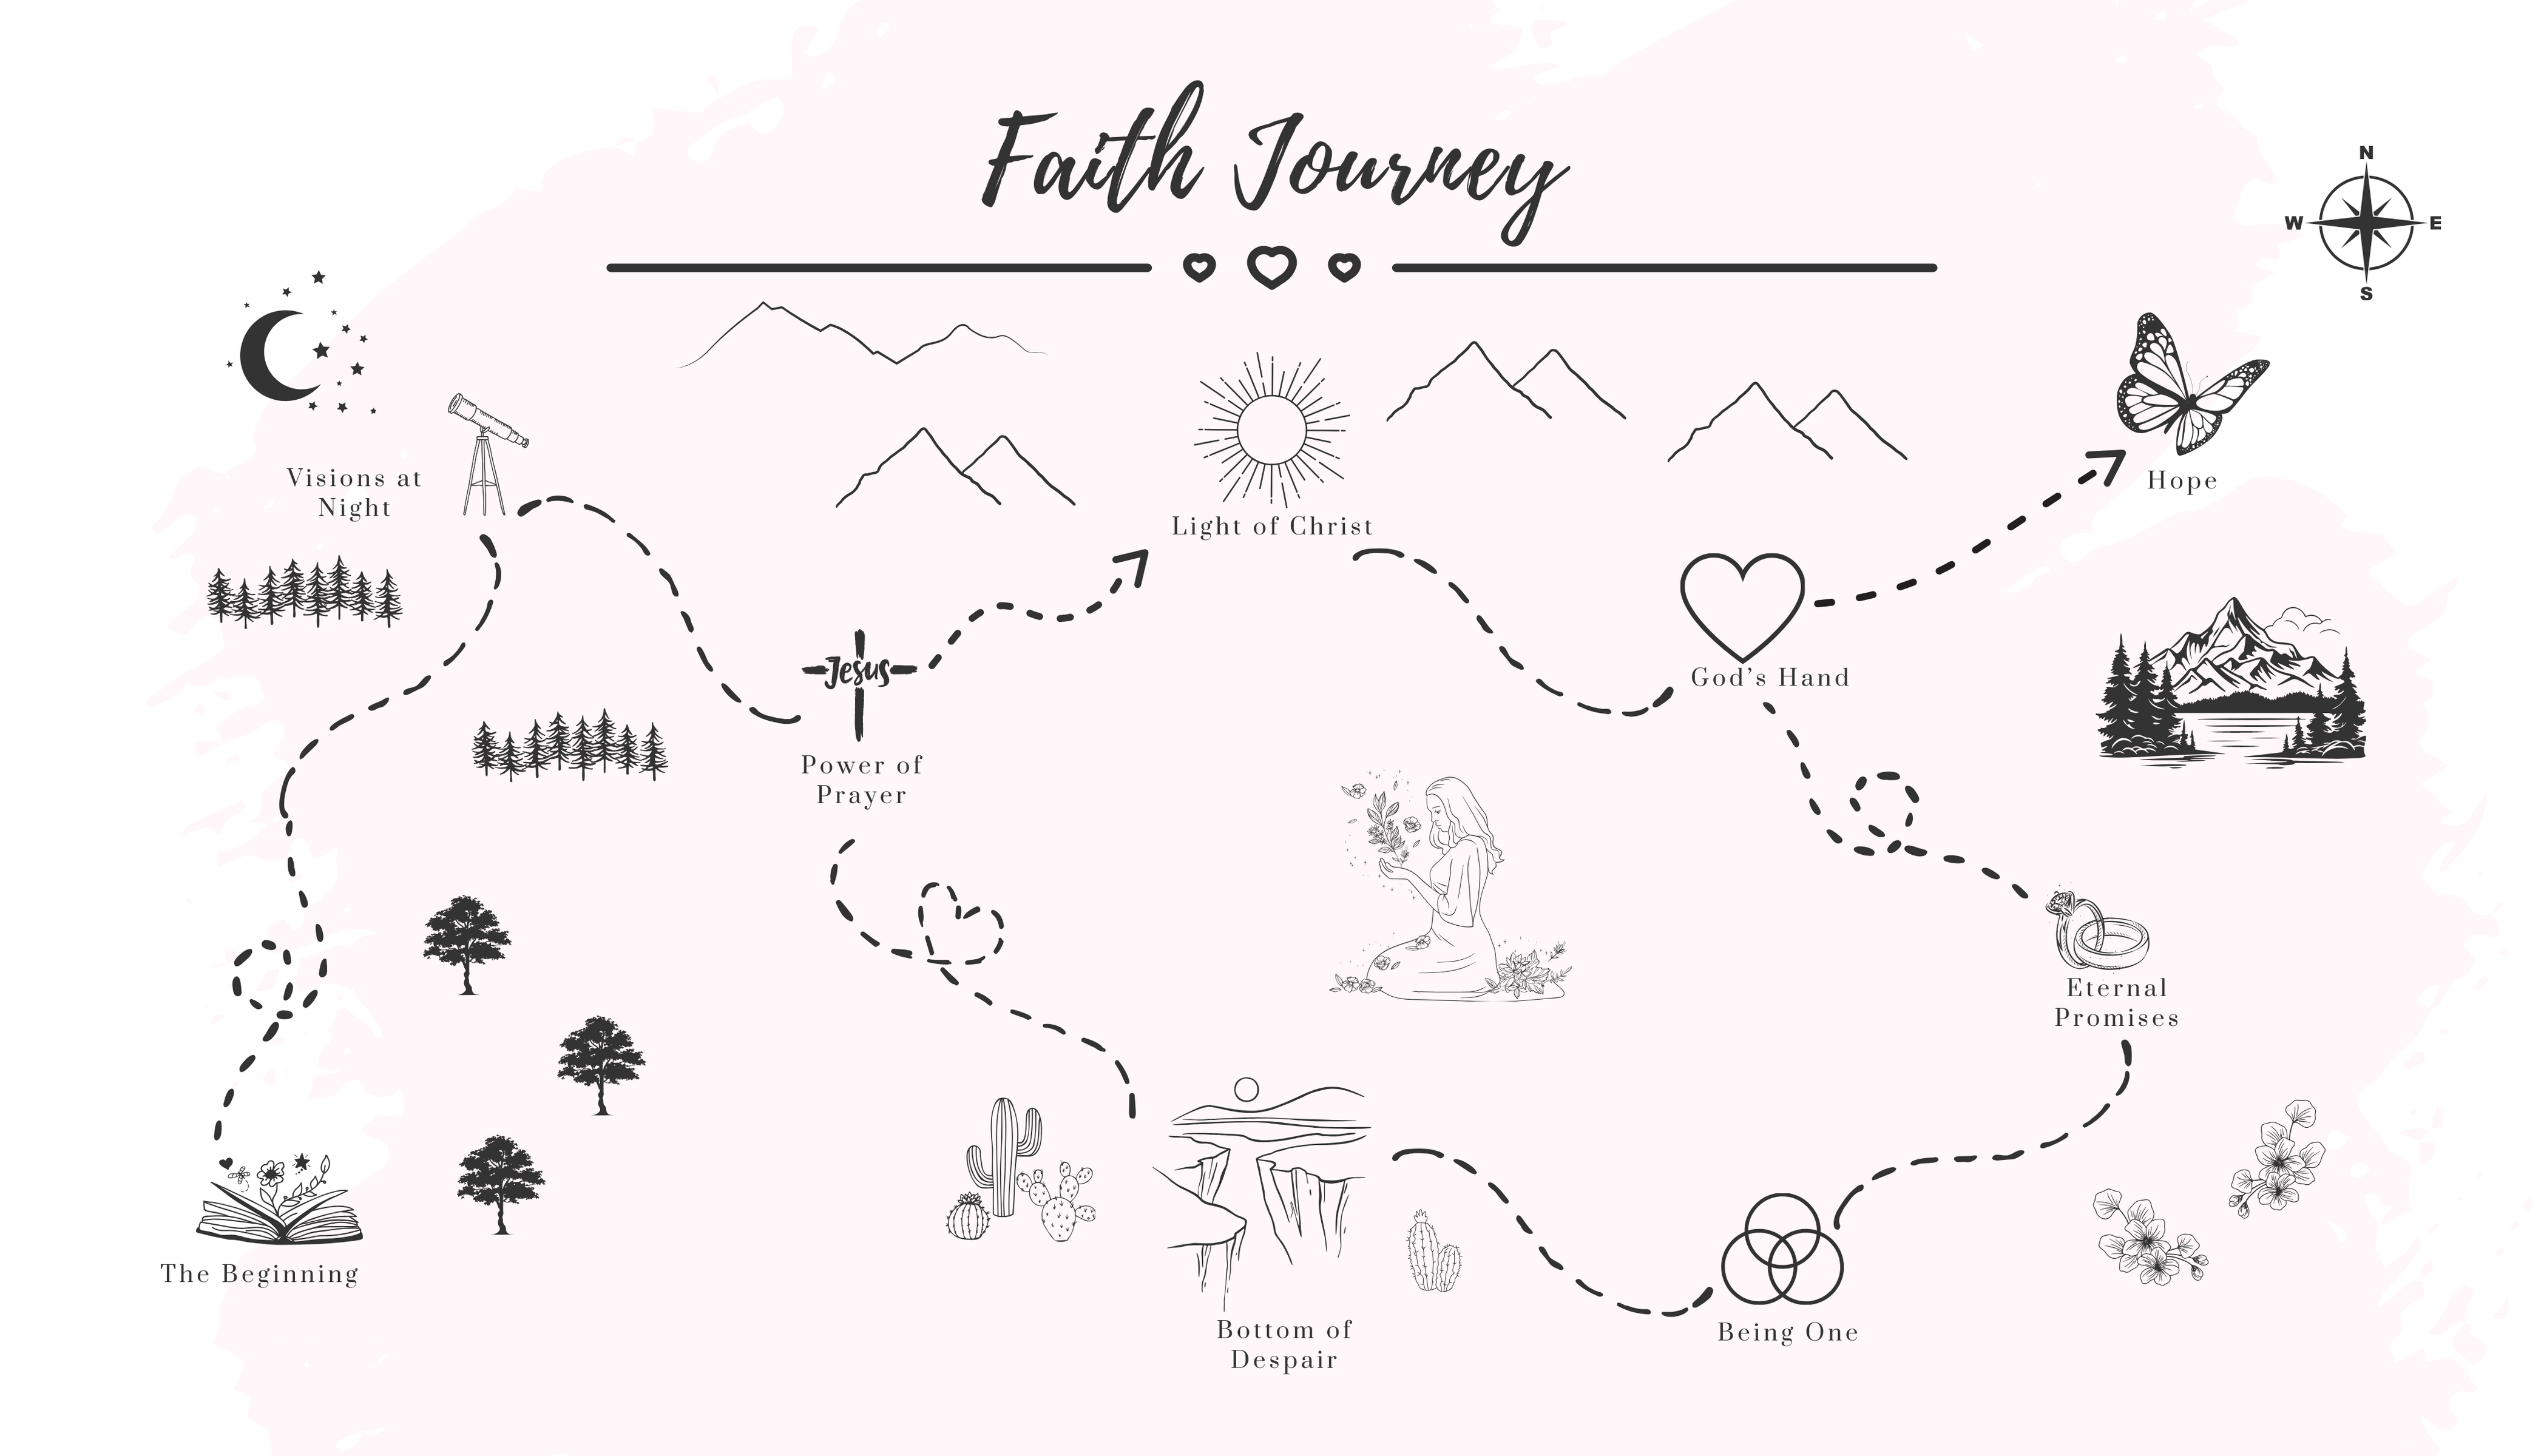 Faith Journey
N
W E
S
Visions at
Night
Light of Christ
Hope
Jesus
God's Hand
Power of
Prayer
Eternal
Promises
The Beginning
Bottom of
Despair
Being One